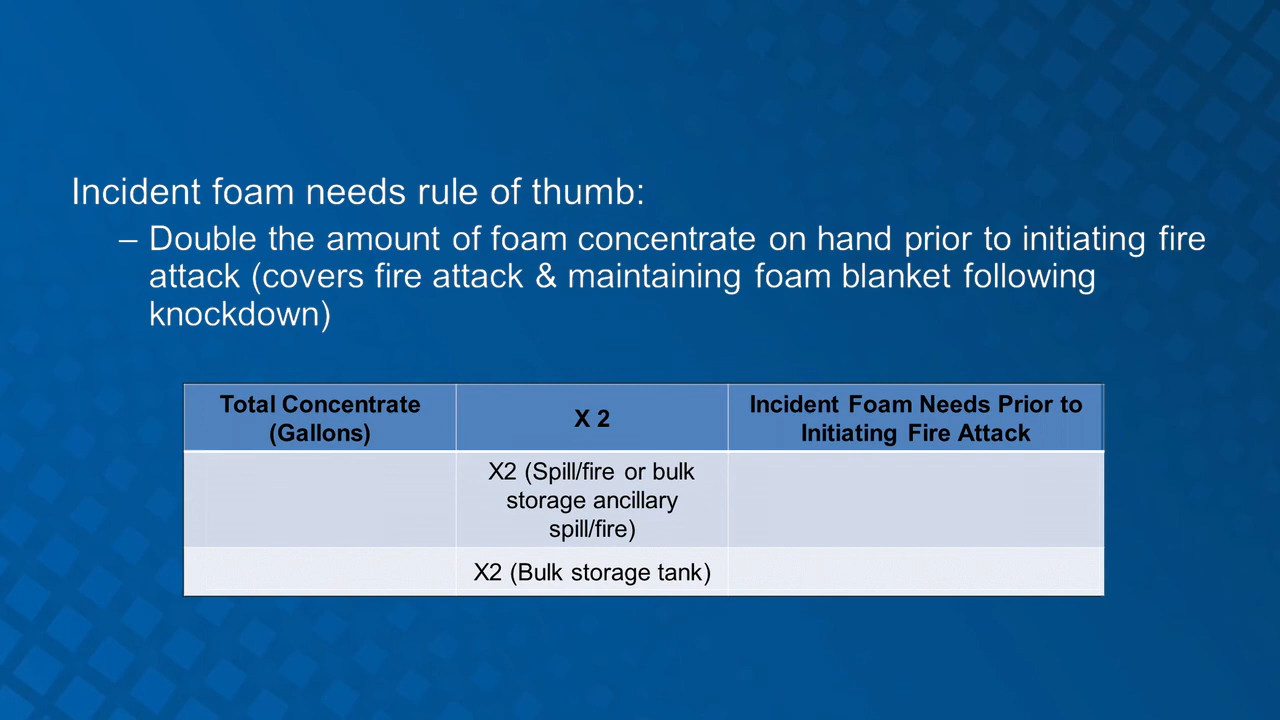 Incident foam needs rule of thumb:
– Double the amount of foam concentrate on hand prior to initiating fire
attack (covers fire attack & maintaining foam blanket following
knockdown)
Total Concentrate
(Gallons)
X 2
Incident Foam Needs Prior to
Initiating Fire Attack
X2 (Spill/fire or bulk
storage ancillary
spill/fire)
X2 (Bulk storage tank)